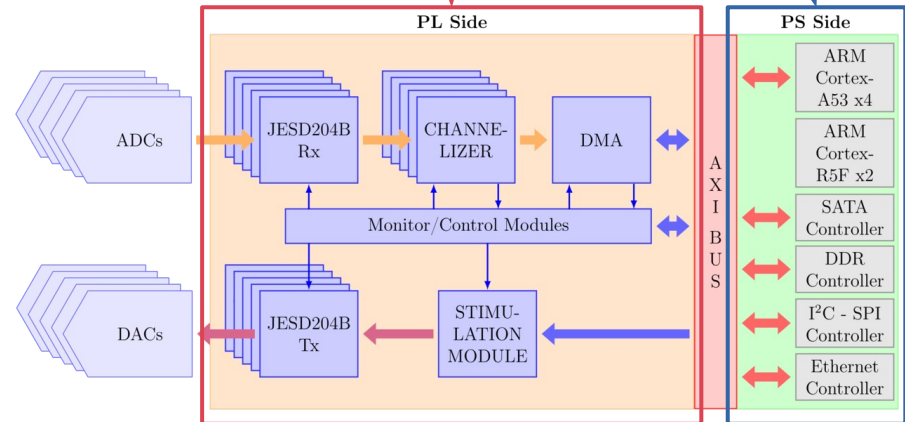 PL Side
PS Side
ADCs
JESD204B
Rx
CHANNE-
LIZER
DMA
Monitor/Control Modules
DACs
JESD204B
Tx
STIMU-
LATION
MODULE
A
X
I
B
U
S
ARM
Cortex-
A53 x4
ARM
Cortex-
R5F x2
SATA
Controller
DDR
Controller
I²C - SPI
Controller
Ethernet
Controller